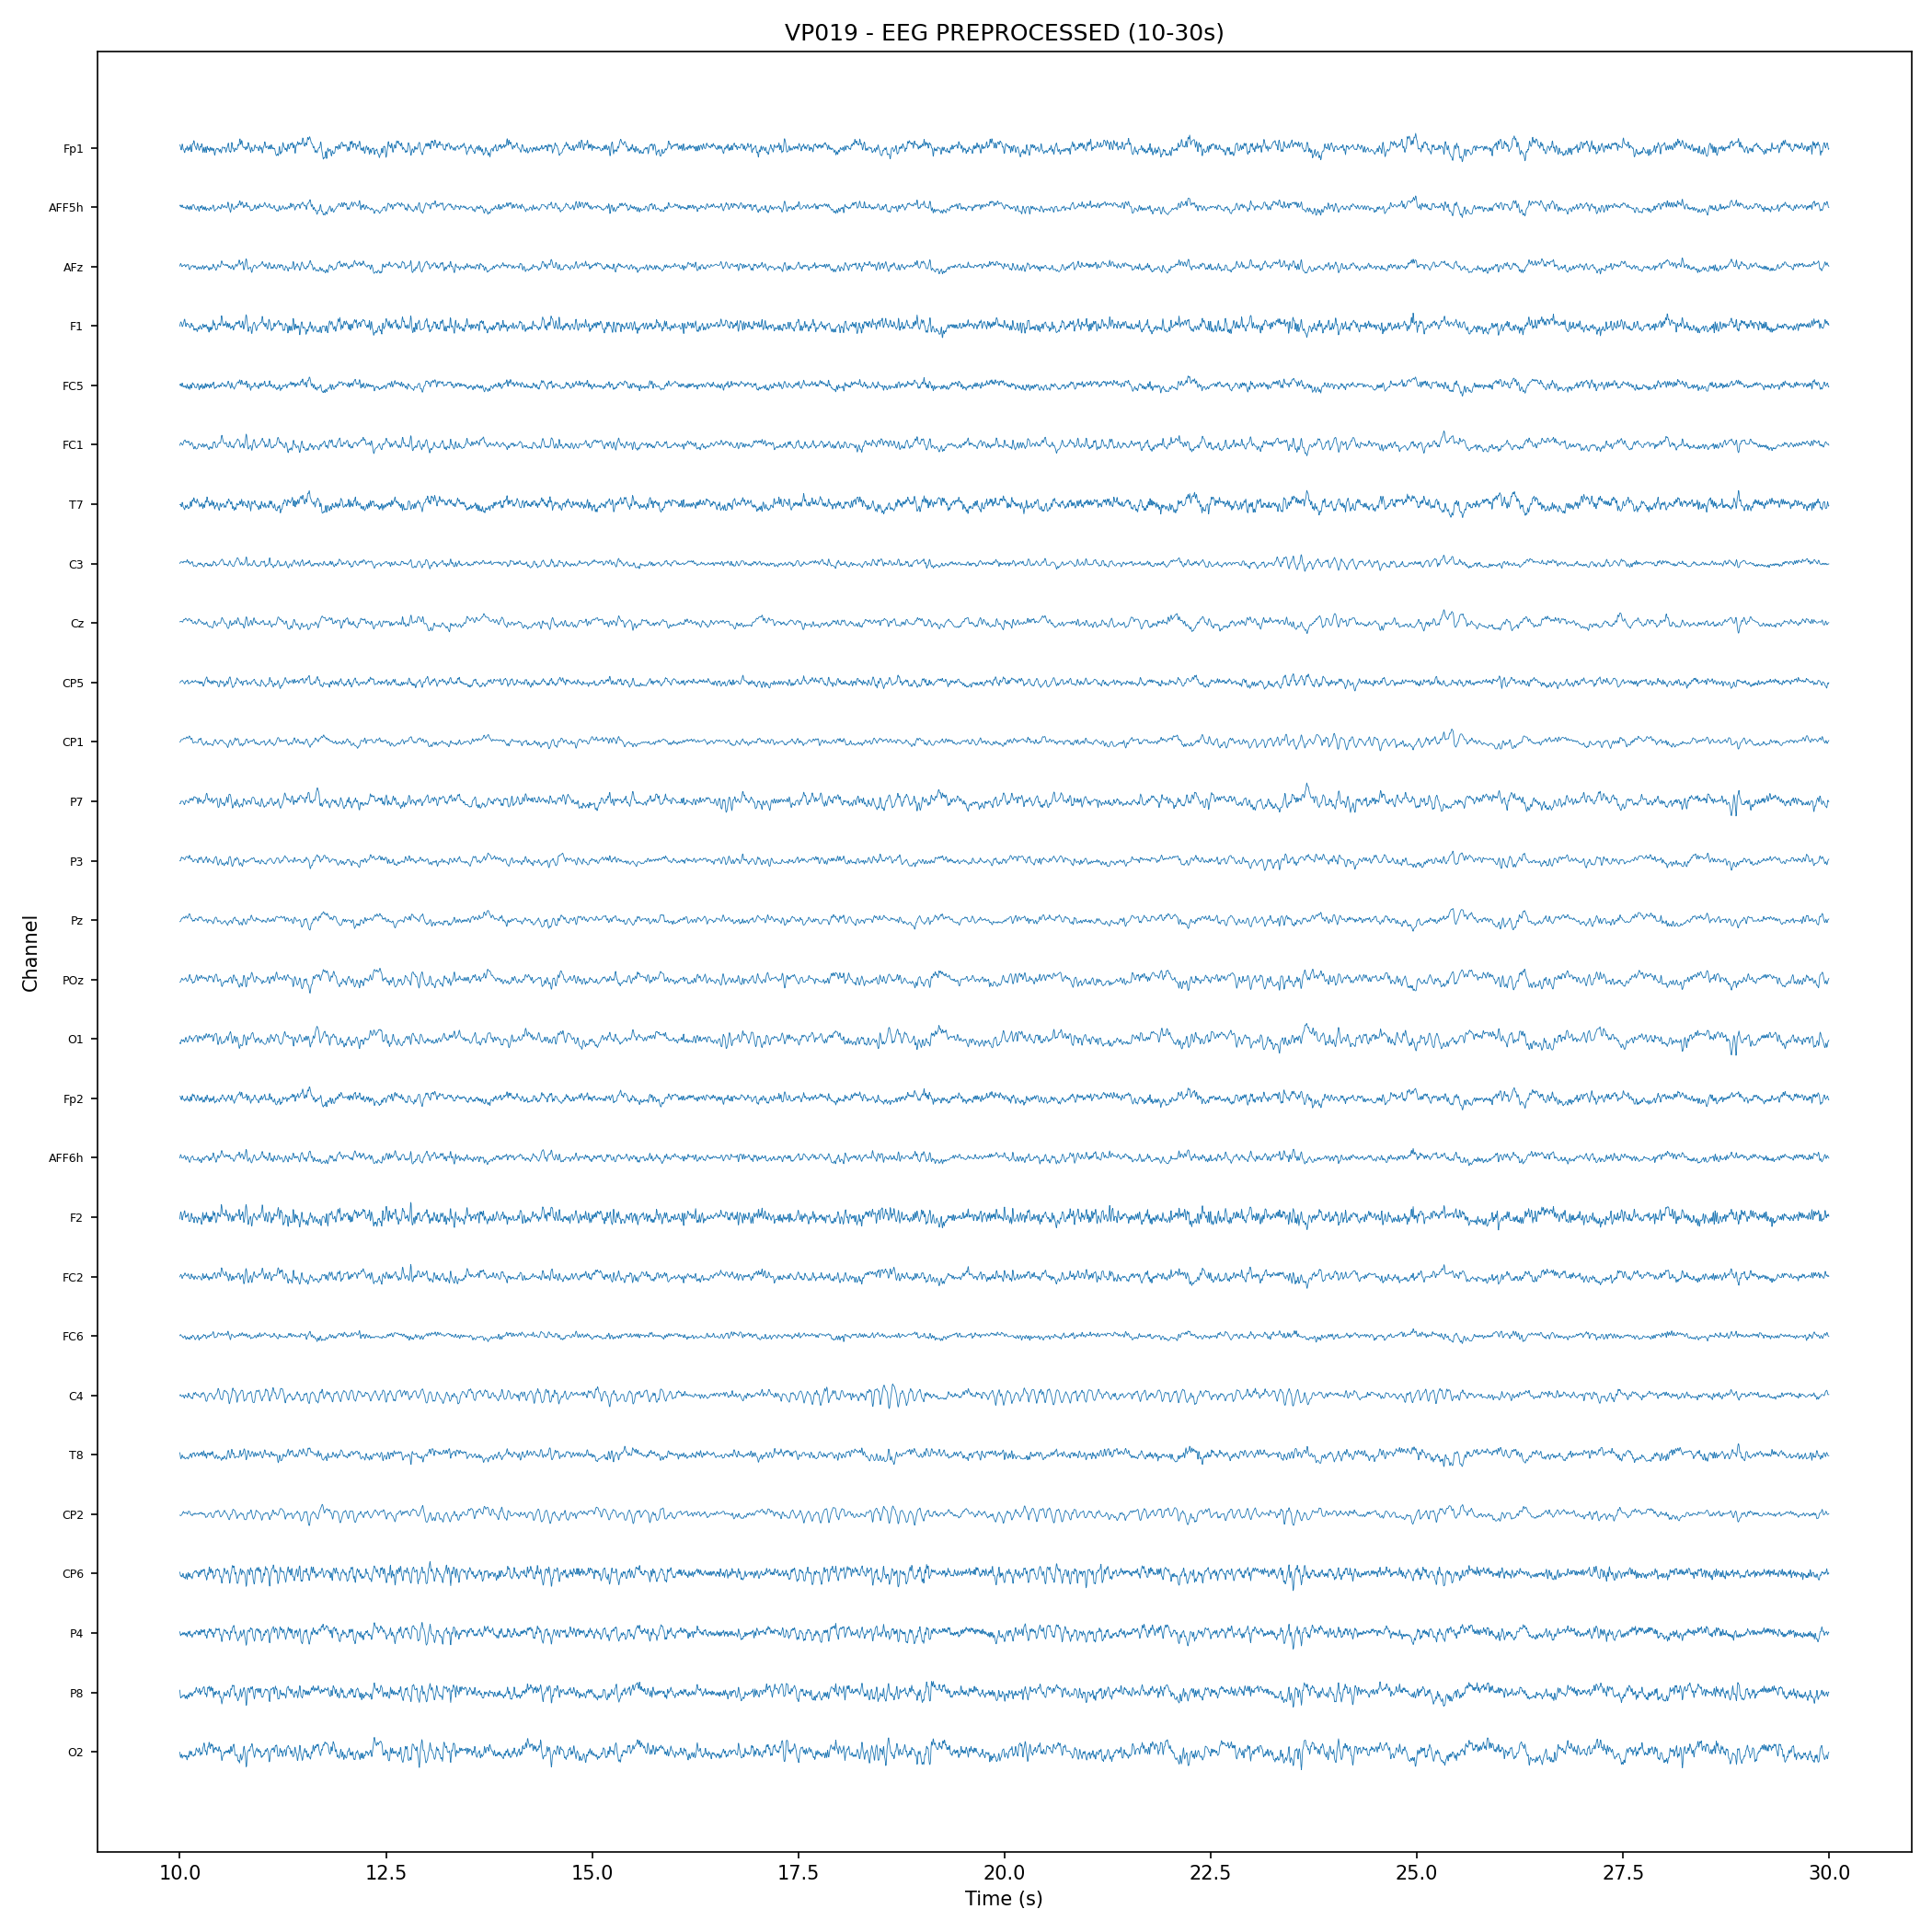 VP019 - EEG PREPROCESSED (10-30s)
Fp1
AFF5h
AFz
F1
FC5
FC1
T7
C3
Cz
CP5
CP1
P7
P3
Pz
POz
O1
Fp2
AFF6h
F2
FC2
FC6
C4
T8
CP2
CP6
P4
P8
O2
Channel
10.0 12.5 15.0 17.5 20.0 22.5 25.0 27.5 30.0
Time (s)